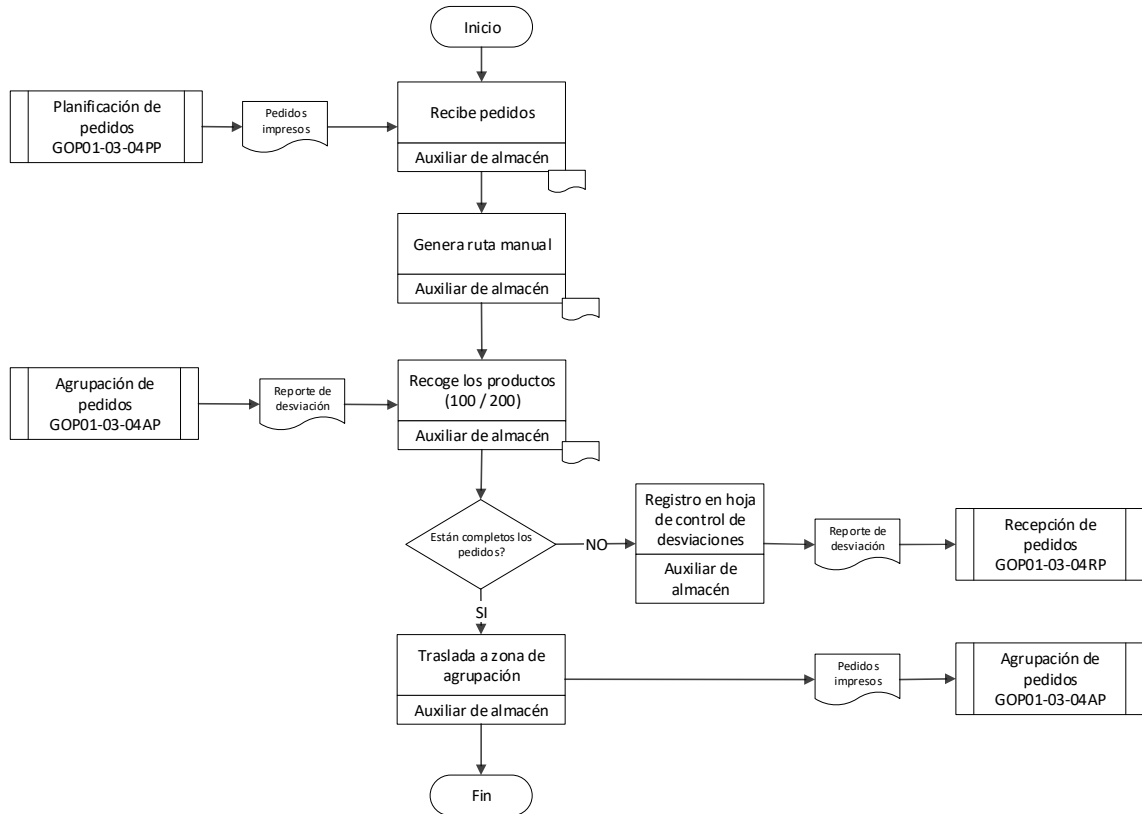 Inicio
Planificación de
pedidos
GOP01-03-04PP
Pedidos
impresos
Recibe pedidos
Auxiliar de almacén
Genera ruta manual
Auxiliar de almacén
Agrupación de
pedidos
GOP01-03-04AP
Reporte de
desviación
Recoge los productos
(100 / 200)
Auxiliar de almacén
Están completos los
pedidos?
NO
Registro en hoja
de control de
desviaciones
Auxiliar de
almacén
Reporte de
desviación
Recepción de
pedidos
GOP01-03-04RP
SI
Traslada a zona de
agrupación
Auxiliar de almacén
Pedidos
impresos
Agrupación de
pedidos
GOP01-03-04AP
Fin